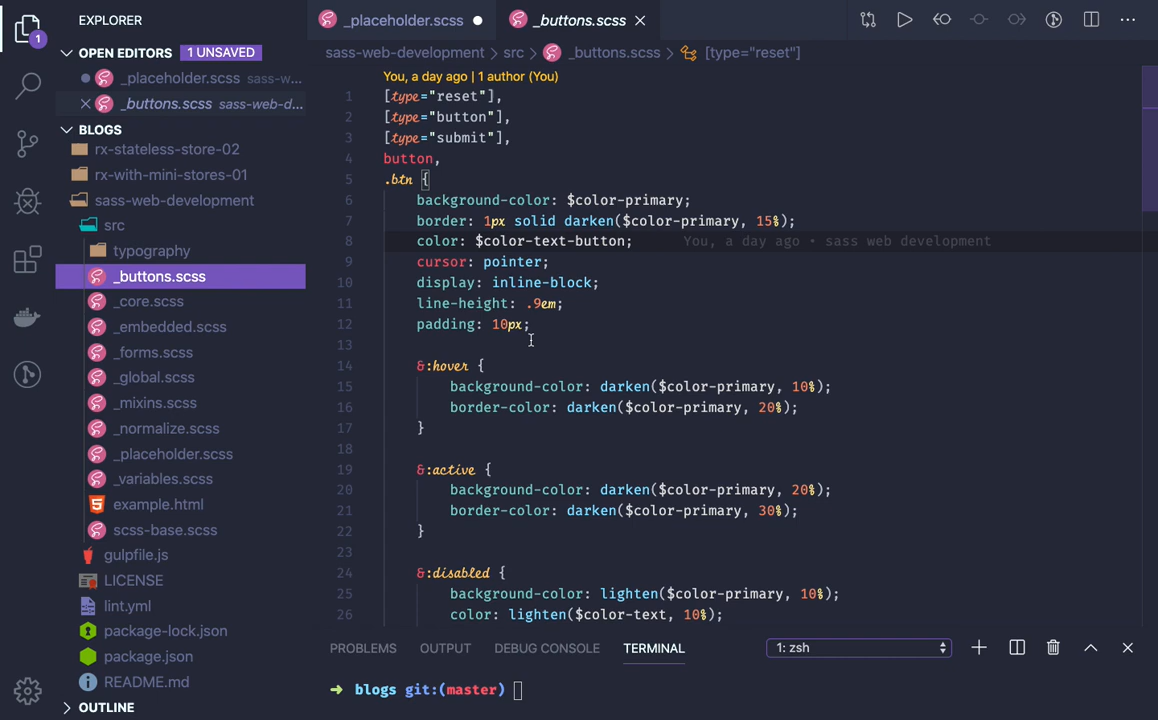 EXPLORER
OPEN EDITORS 1 UNSAVED
_placeholder.scss sass-w...
_buttons.scss sass-web-d...
BLOGS
rx-stateless-store-02
rx-with-mini-stores-01
sass-web-development
src
typography
_buttons.scss
_core.scss
_embedded.scss
_forms.scss
_global.scss
_mixins.scss
_normalize.scss
_placeholder.scss
_variables.scss
example.html
scss-base.scss
gulpfile.js
LICENSE
lint.yml
package-lock.json
package.json
README.md
OUTLINE
1
_placeholder.scss
_buttons.scss
sass-web-development > src > _buttons.scss > [type="reset"]
You, a day ago | 1 author (You)
1 [type="reset"],
2 [type="button"],
3 [type="submit"],
4 button,
5 .btn {
6 background-color: $color-primary;
7 border: 1px solid darken($color-primary, 15%);
8 color: $color-text-button; You, a day ago • sass web development
9 cursor: pointer;
10 display: inline-block;
11 line-height: .9em;
12 padding: 10px;
13
14 &:hover {
15 background-color: darken($color-primary, 10%);
16 border-color: darken($color-primary, 20%);
17 }
18
19 &:active {
20 background-color: darken($color-primary, 20%);
21 border-color: darken($color-primary, 30%);
22 }
23
24 &:disabled {
25 background-color: lighten($color-primary, 10%);
26 color: lighten($color-text, 10%);
PROBLEMS OUTPUT DEBUG CONSOLE TERMINAL 1: zsh
➜ blogs git:(master)